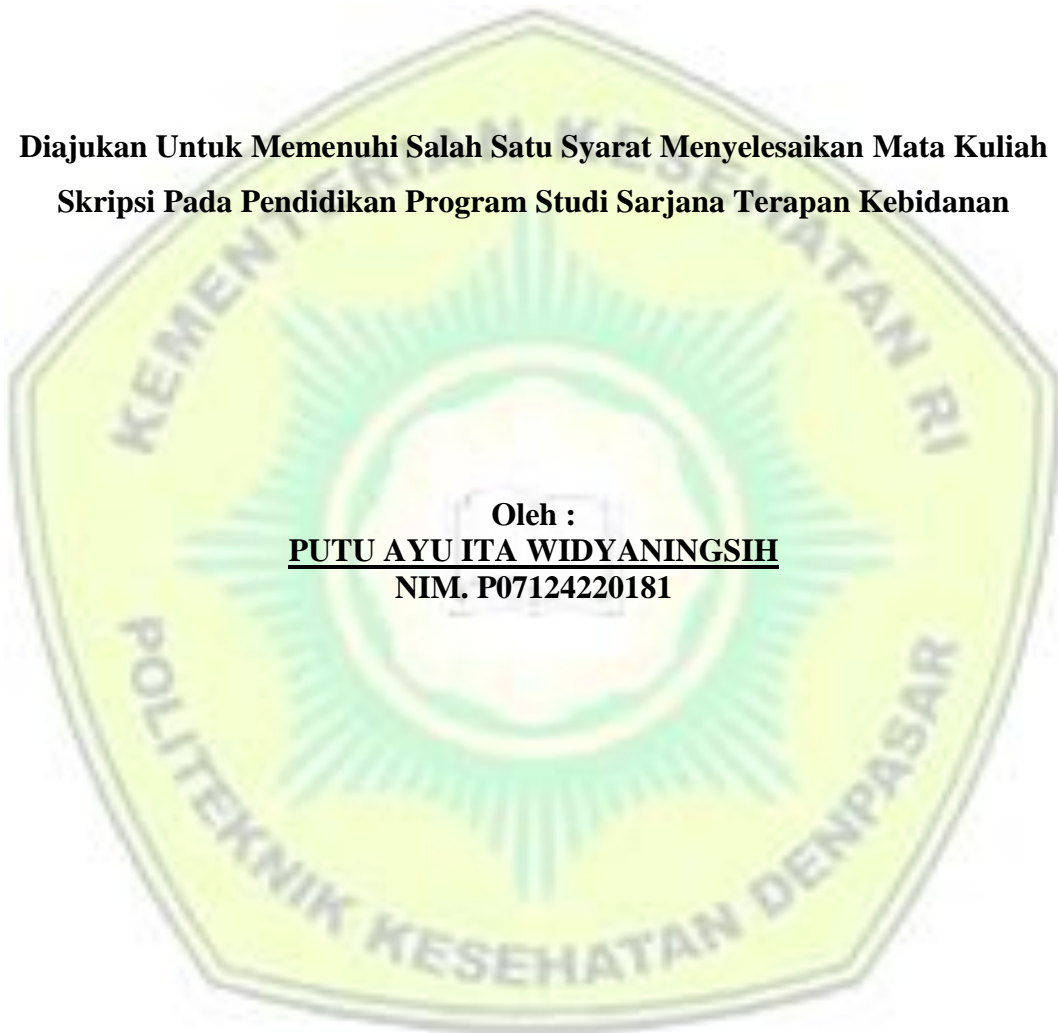 Diajukan Untuk Memenuhi Salah Satu Syarat Menyelesaikan Mata Kuliah
Skripsi Pada Pendidikan Program Studi Sarjana Terapan Kebidanan
KEMENTERIAN KESEHATAN RI
Oleh :
PUTU AYU ITA WIDYANINGSIH
NIM. P07124220181
POLITEKNIK KESEHATAN DENPASAR